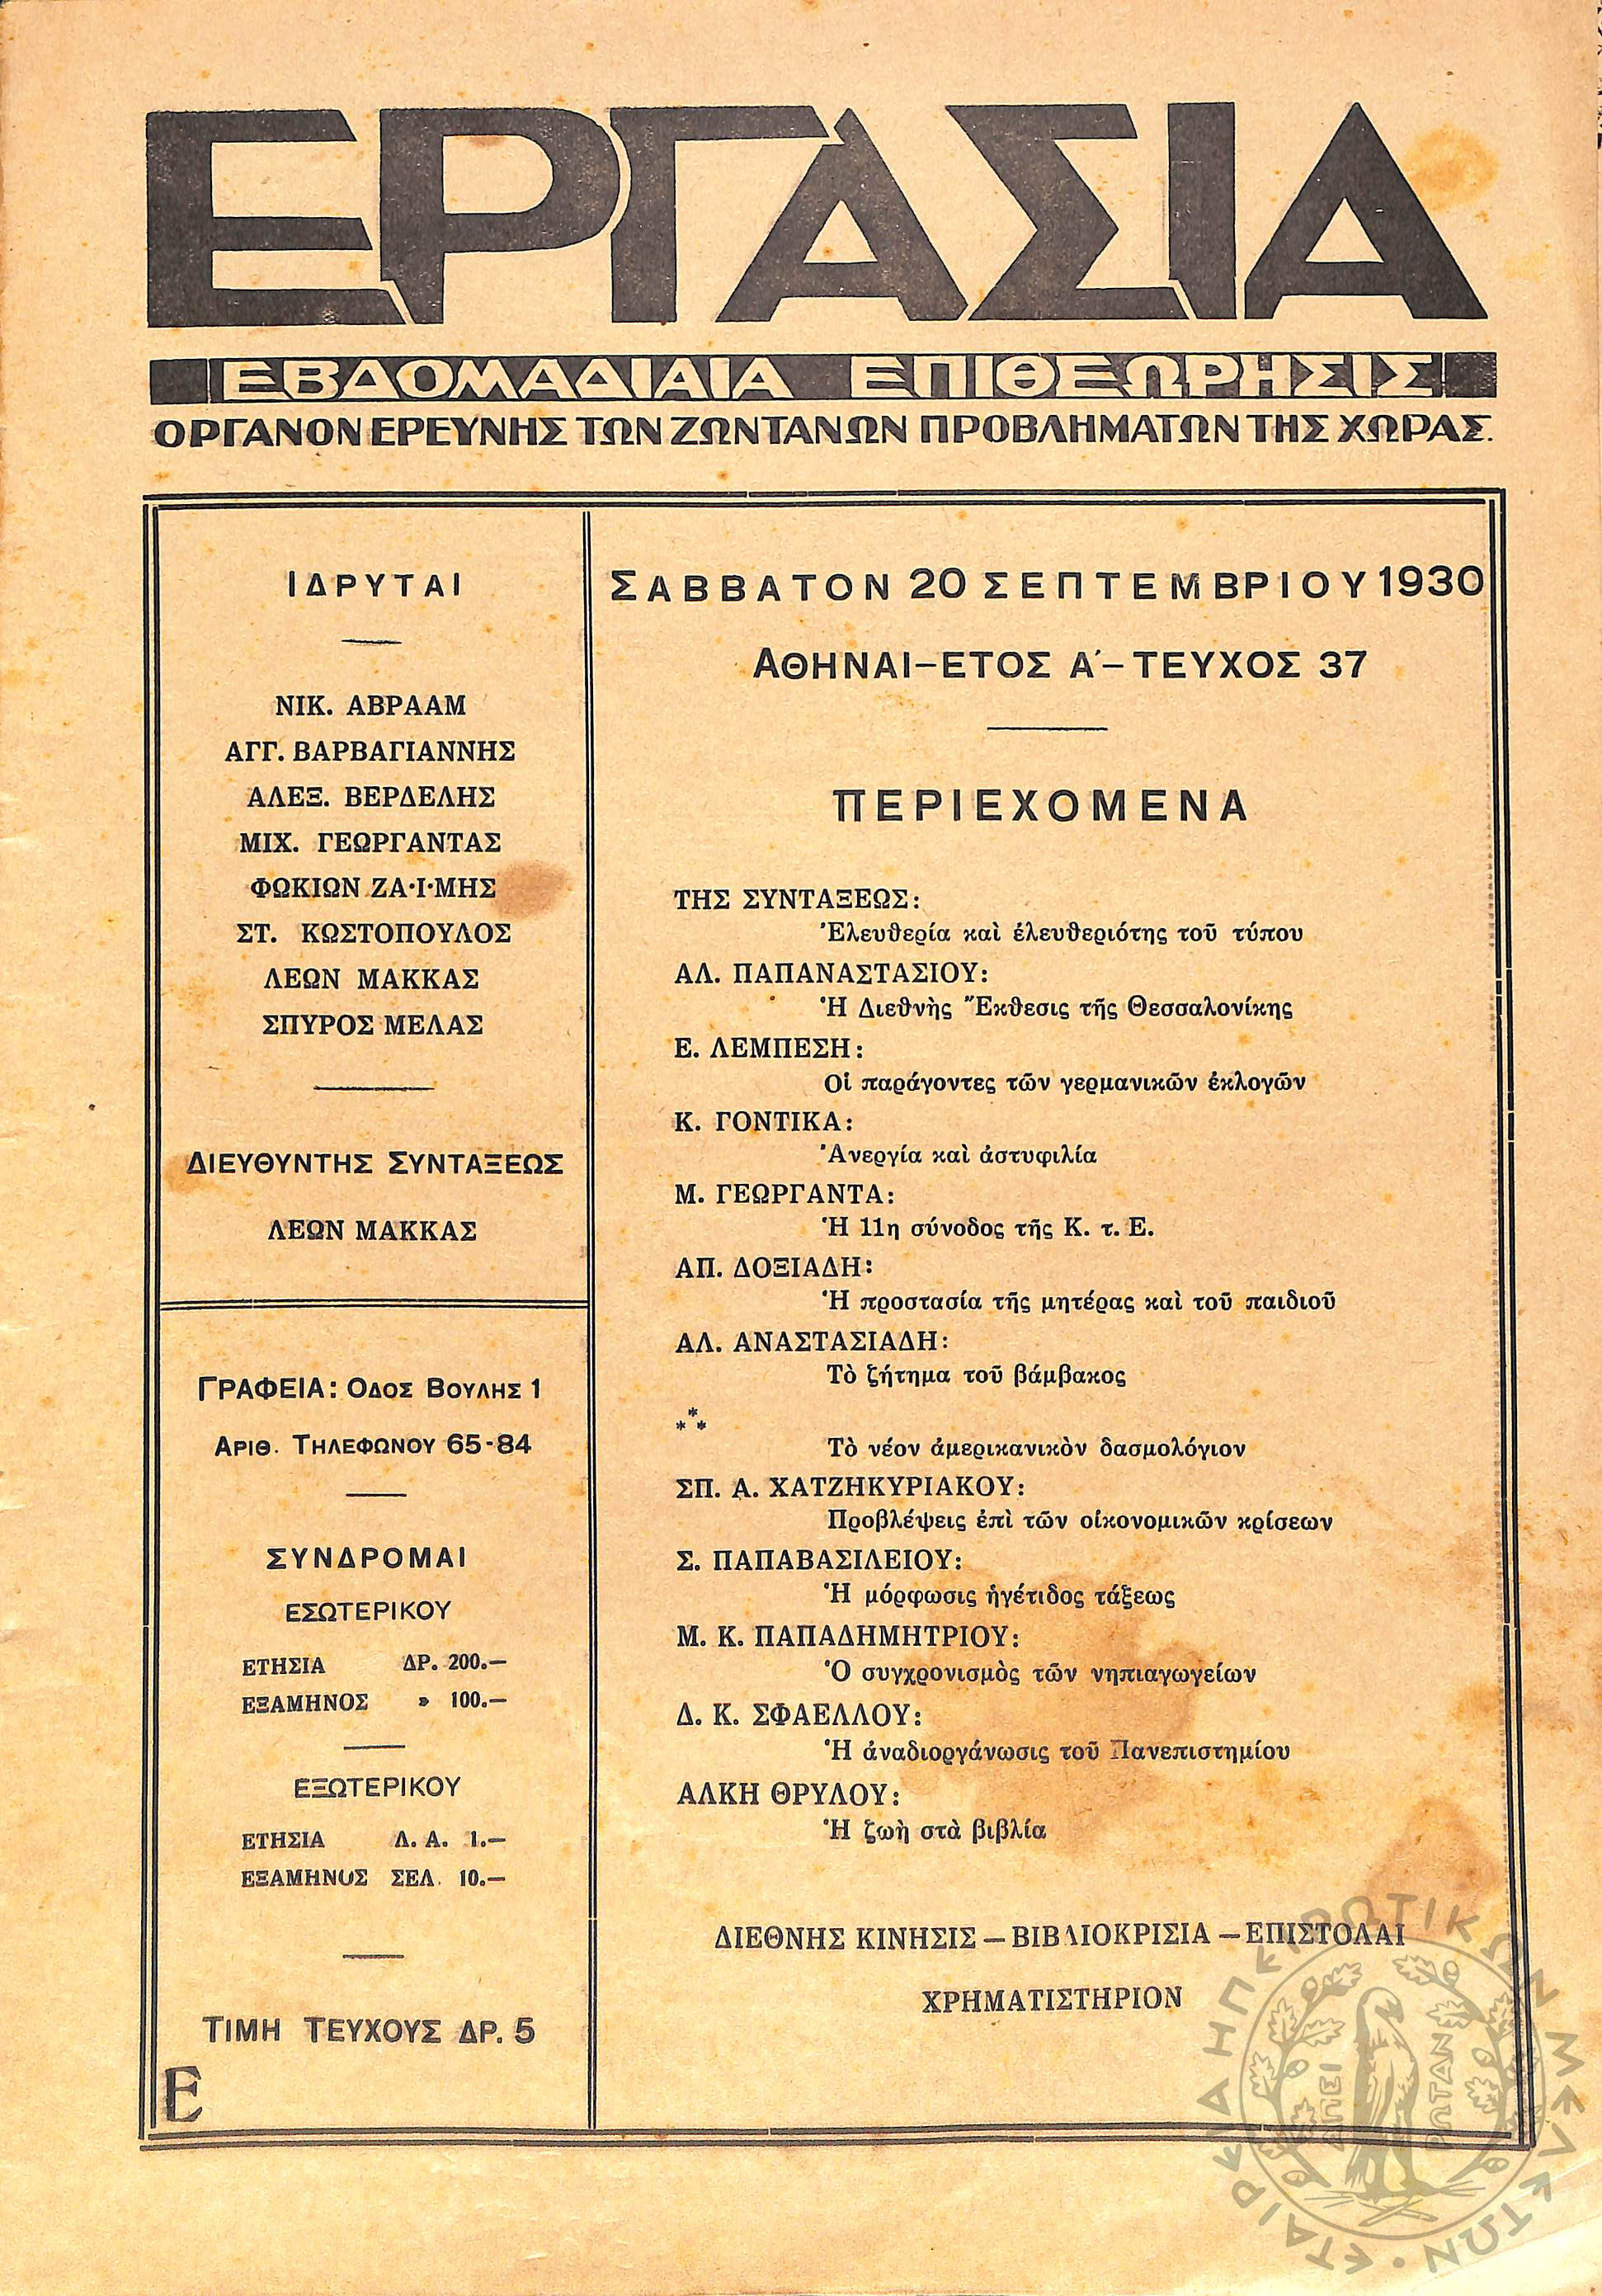 ΕΡΓΑΣΙΑ
ΕΒΔΟΜΑΔΙΑΙΑ ΕΠΙΘΕΩΡΗΣΙΣ
ΟΡΓΑΝΟΝ ΕΡΕΥΝΗΣ ΤΩΝ ΖΩΝΤΑΝΩΝ ΠΡΟΒΛΗΜΑΤΩΝ ΤΗΣ ΧΩΡΑΣ.
ΙΔΡΥΤΑΙ
ΝΙΚ. ΑΒΡΑΑΜ
ΑΓΓ. ΒΑΡΒΑΓΙΑΝΝΗΣ
ΑΛΕΞ. ΒΕΡΔΕΛΗΣ
ΜΙΧ. ΓΕΩΡΓΑΝΤΑΣ
ΦΩΚΙΩΝ ΖΑ·Ι·ΜΗΣ
ΣΤ. ΚΩΣΤΟΠΟΥΛΟΣ
ΛΕΩΝ ΜΑΚΚΑΣ
ΣΠΥΡΟΣ ΜΕΛΑΣ
ΔΙΕΥΘΥΝΤΗΣ ΣΥΝΤΑΞΕΩΣ
ΛΕΩΝ ΜΑΚΚΑΣ
ΓΡΑΦΕΙΑ: ΟΔΟΣ ΒΟΥΛΗΣ 1
ΑΡΙΘ. ΤΗΛΕΦΩΝΟΥ 65-84
ΣΥΝΔΡΟΜΑΙ
ΕΣΩΤΕΡΙΚΟΥ
ΕΤΗΣΙΑ ΔΡ. 200.—
ΕΞΑΜΗΝΟΣ » 100.—
ΕΞΩΤΕΡΙΚΟΥ
ΕΤΗΣΙΑ Λ. Α. 1.—
ΕΞΑΜΗΝΟΣ ΣΕΛ. 10.—
ΤΙΜΗ ΤΕΥΧΟΥΣ ΔΡ. 5
Ε
ΣΑΒΒΑΤΟΝ 20 ΣΕΠΤΕΜΒΡΙΟΥ 1930
ΑΘΗΝΑΙ–ΕΤΟΣ Α΄–ΤΕΥΧΟΣ 37
ΠΕΡΙΕΧΟΜΕΝΑ
ΤΗΣ ΣΥΝΤΑΞΕΩΣ:
Ἐλευθερία καὶ ἐλευθεριότης τοῦ τύπου
ΑΛ. ΠΑΠΑΝΑΣΤΑΣΙΟΥ:
Ἡ Διεθνὴς Ἔκθεσις τῆς Θεσσαλονίκης
Ε. ΛΕΜΠΕΣΗ:
Οἱ παράγοντες τῶν γερμανικῶν ἐκλογῶν
Κ. ΓΟΝΤΙΚΑ:
Ἀνεργία καὶ ἀστυφιλία
Μ. ΓΕΩΡΓΑΝΤΑ:
Ἡ 11η σύνοδος τῆς Κ. τ. Ε.
ΑΠ. ΔΟΞΙΑΔΗ:
Ἡ προστασία τῆς μητέρας καὶ τοῦ παιδιοῦ
ΑΛ. ΑΝΑΣΤΑΣΙΑΔΗ:
Τὸ ζήτημα τοῦ βάμβακος
⁂
Τὸ νέον ἀμερικανικὸν δασμολόγιον
ΣΠ. Α. ΧΑΤΖΗΚΥΡΙΑΚΟΥ:
Προβλέψεις ἐπὶ τῶν οἰκονομικῶν κρίσεων
Σ. ΠΑΠΑΒΑΣΙΛΕΙΟΥ:
Ἡ μόρφωσις ἡγέτιδος τάξεως
Μ. Κ. ΠΑΠΑΔΗΜΗΤΡΙΟΥ:
Ὁ συγχρονισμὸς τῶν νηπιαγωγείων
Δ. Κ. ΣΦΑΕΛΛΟΥ:
Ἡ ἀναδιοργάνωσις τοῦ Πανεπιστημίου
ΑΛΚΗ ΘΡΥΛΟΥ:
Ἡ ζωὴ στὰ βιβλία
ΔΙΕΘΝΗΣ ΚΙΝΗΣΙΣ – ΒΙΒΛΙΟΚΡΙΣΙΑ – ΕΠΙΣΤΟΛΑΙ
ΧΡΗΜΑΤΙΣΤΗΡΙΟΝ
ΕΤΑΙΡΕΙΑ ΗΠΕΙΡΩΤΙΚΩΝ ΜΕΛΕΤΩΝ ·
ΑΠΕΙ
ΡΩΤΑΝ